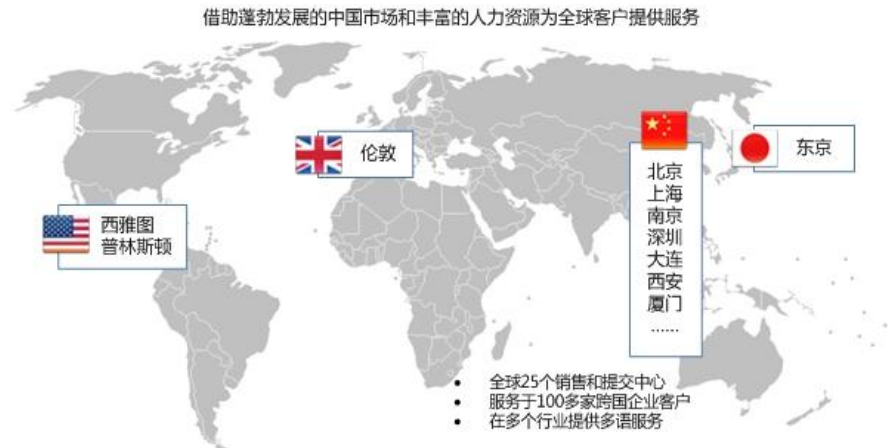 借助蓬勃发展的中国市场和丰富的人力资源为全球客户提供服务
伦敦
东京
西雅图
普林斯顿
北京
上海
南京
深圳
大连
西安
厦门
......
• 全球25个销售和提交中心
• 服务于100多家跨国企业客户
• 在多个行业提供多语服务